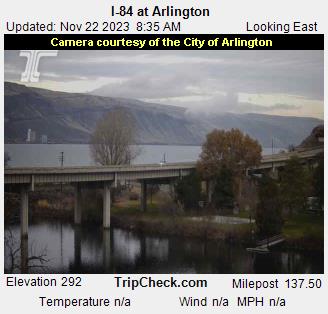 I-84 at Arlington
Updated: Nov 22 2023 8:35 AM Looking East
Camera courtesy of the City of Arlington
Elevation 292 TripCheck.com Milepost 137.50
Temperature n/a Wind n/a MPH n/a